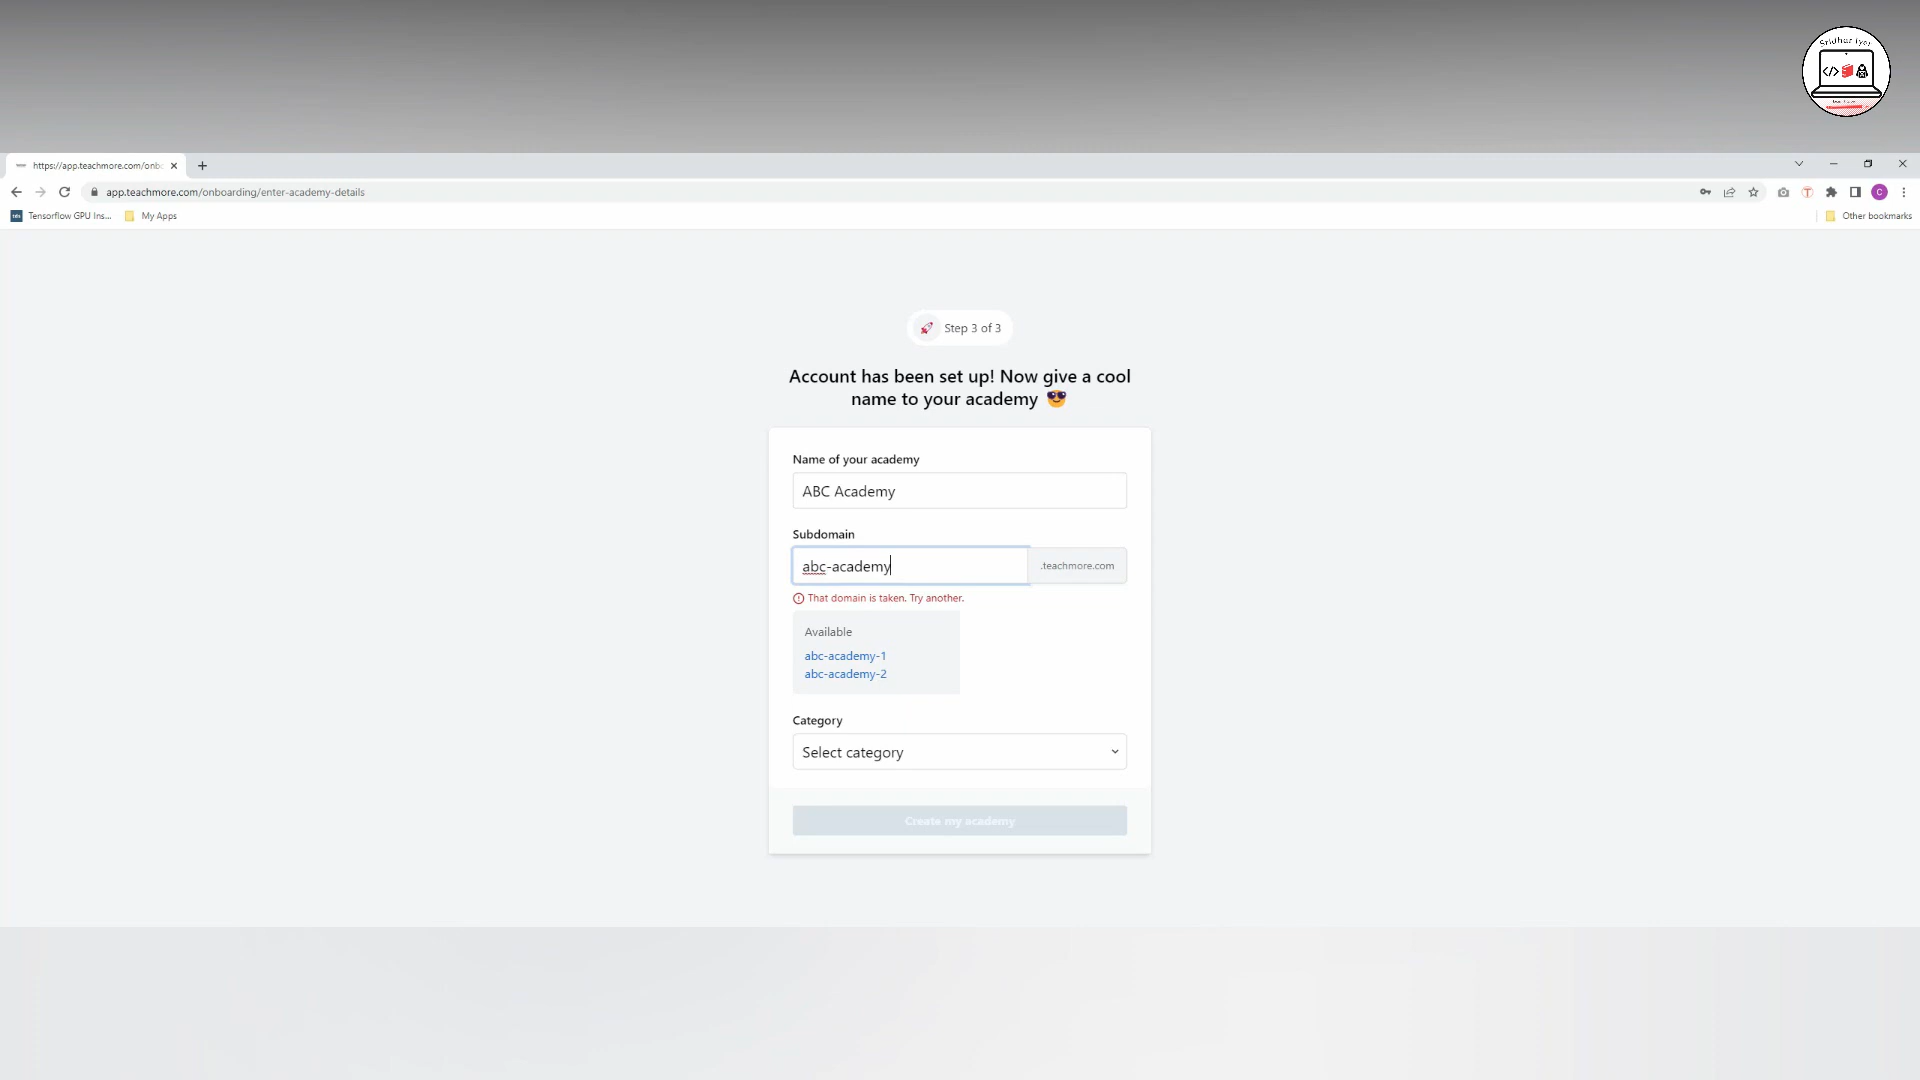 Sridhar Iyer
</>
https://app.teachmore.com/onb
app.teachmore.com/onboarding/enter-academy-details
T
C
Tensorflow GPU Ins...
My Apps
Other bookmarks
Step 3 of 3
Account has been set up! Now give a cool
name to your academy 😎
Name of your academy
ABC Academy
Subdomain
abc-academy
.teachmore.com
That domain is taken. Try another.
Available
abc-academy-1
abc-academy-2
Category
Select category
Create my academy